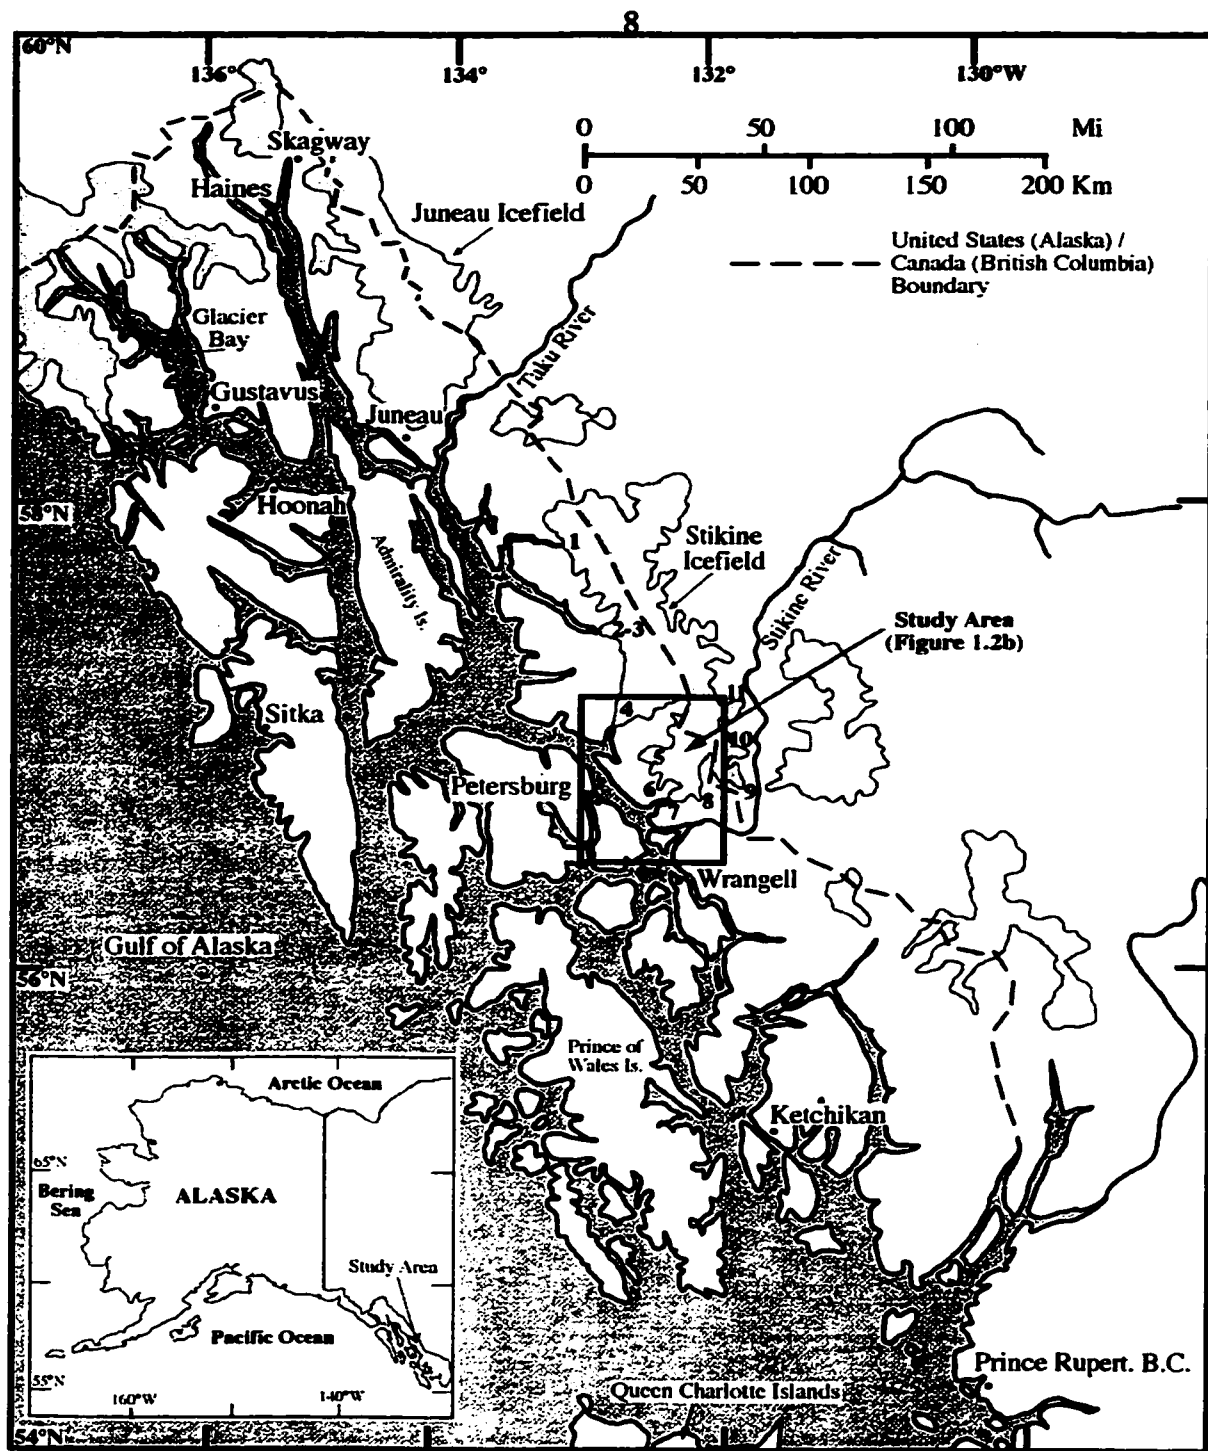 8
60°N
136°
134°
132°
130°W
0 50 100 Mi
0 50 100 150 200 Km
Skagway
Haines
Juneau Icefield
United States (Alaska) /
Canada (British Columbia)
Boundary
Glacier
Bay
Taku River
Gustavus
Juneau
58°N
Hoonah
1
Stikine
Icefield
Admirality Is.
Stikine River
2-3
Study Area
(Figure 1.2b)
Sitka
4
11
10
Petersburg
6
8
9
Wrangell
Gulf of Alaska
56°N
Prince of
Wales Is.
Ketchikan
Arctic Ocean
65°N
Bering
Sea
ALASKA
Study Area
Pacific Ocean
55°N
160°W
140°W
Prince Rupert. B.C.
Queen Charlotte Islands
54°N